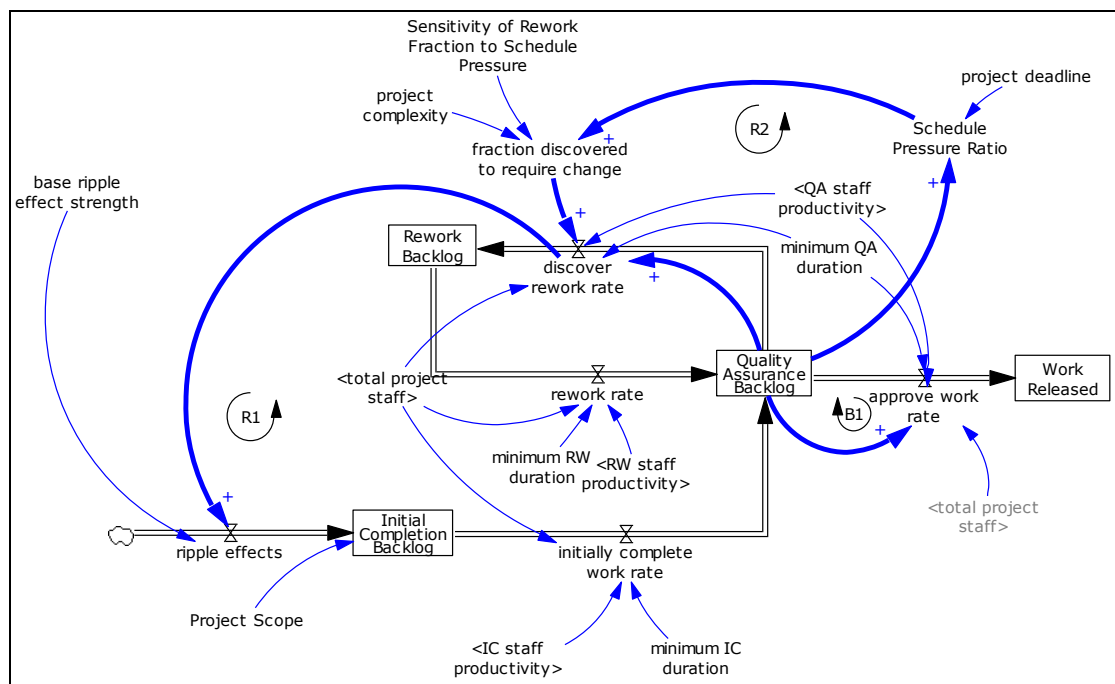 Sensitivity of Rework
Fraction to Schedule
Pressure
project
complexity
project deadline
R2
+
fraction discovered
to require change
Schedule
Pressure Ratio
+
base ripple
effect strength
<QA staff
productivity>
+
Rework
Backlog
minimum QA
duration
discover
rework rate
+
+
<total project
staff>
Quality
Assurance
Backlog
Work
Released
rework rate
approve work
rate
B1
R1
+
minimum RW
duration
<RW staff
productivity>
+
<total project
staff>
Initial
Completion
Backlog
ripple effects
initially complete
work rate
Project Scope
<IC staff
productivity>
minimum IC
duration